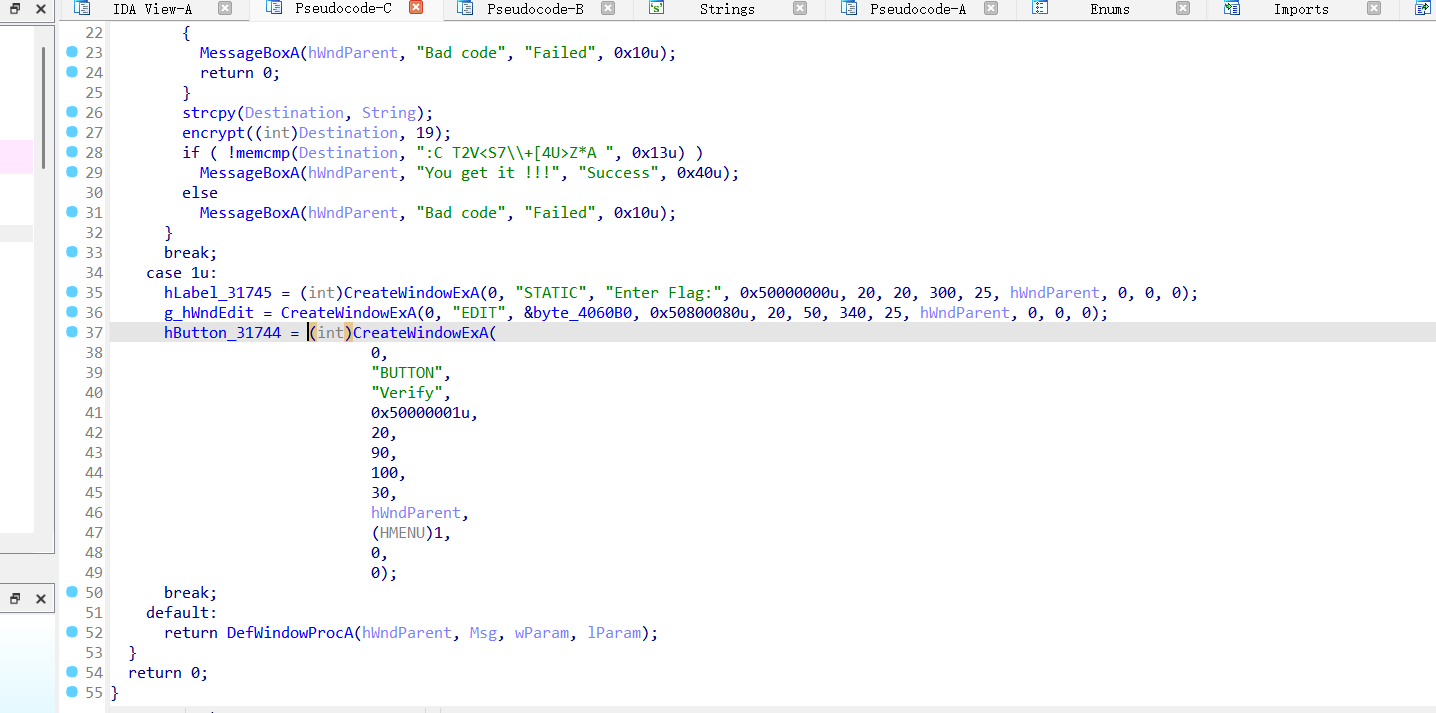 IDA View-A Pseudocode-C Pseudocode-B Strings Pseudocode-A Enums Imports
22 {
23 MessageBoxA(hWndParent, "Bad code", "Failed", 0x10u);
24 return 0;
25 }
26 strcpy(Destination, String);
27 encrypt((int)Destination, 19);
28 if ( !memcmp(Destination, ":C T2V<S7\\+[4U>Z*A ", 0x13u) )
29 MessageBoxA(hWndParent, "You get it !!!", "Success", 0x40u);
30 else
31 MessageBoxA(hWndParent, "Bad code", "Failed", 0x10u);
32 }
33 break;
34 case 1u:
35 hLabel_31745 = (int)CreateWindowExA(0, "STATIC", "Enter Flag:", 0x50000000u, 20, 20, 300, 25, hWndParent, 0, 0, 0);
36 g_hWndEdit = CreateWindowExA(0, "EDIT", &byte_4060B0, 0x50800080u, 20, 50, 340, 25, hWndParent, 0, 0, 0);
37 hButton_31744 = (int)CreateWindowExA(
38 0,
39 "BUTTON",
40 "Verify",
41 0x50000001u,
42 20,
43 90,
44 100,
45 30,
46 hWndParent,
47 (HMENU)1,
48 0,
49 0);
50 break;
51 default:
52 return DefWindowProcA(hWndParent, Msg, wParam, lParam);
53 }
54 return 0;
55 }